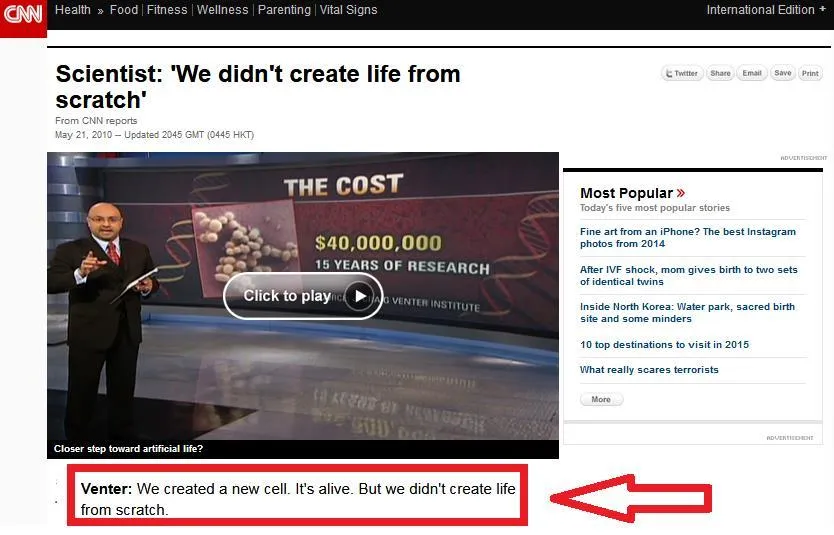 CNN
Health » Food | Fitness | Wellness | Parenting | Vital Signs
International Edition +
Scientist: 'We didn't create life from
scratch'
From CNN reports
May 21, 2010 -- Updated 2045 GMT (0445 HKT)
Twitter Share Email Save Print
ADVERTISEMENT
THE COST
$40,000,000
15 YEARS OF RESEARCH
VENTER INSTITUTE
Click to play
Closer step toward artificial life?
Most Popular »
Today's five most popular stories
Fine art from an iPhone? The best Instagram
photos from 2014
After IVF shock, mom gives birth to two sets
of identical twins
Inside North Korea: Water park, sacred birth
site and some minders
10 top destinations to visit in 2015
What really scares terrorists
More
ADVERTISEMENT
Venter: We created a new cell. It's alive. But we didn't create life
from scratch.